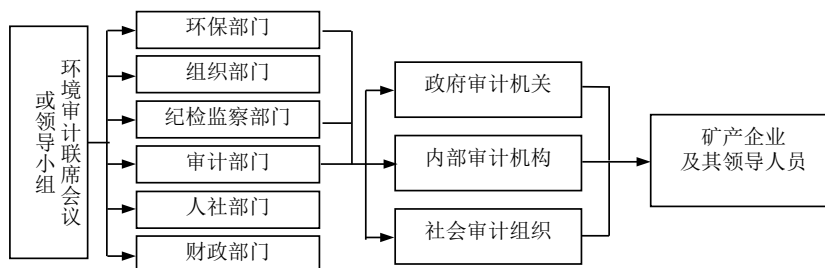 环境审计联席会议
或领导小组
环保部门
组织部门
纪检监察部门
审计部门
人社部门
财政部门
政府审计机关
内部审计机构
社会审计组织
矿产企业
及其领导人员